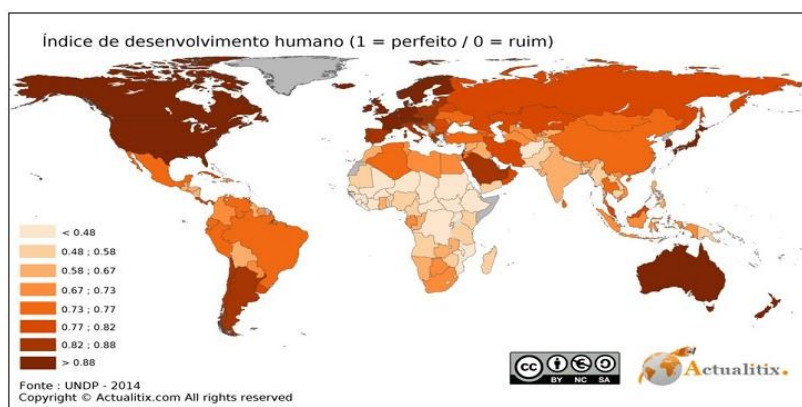 Índice de desenvolvimento humano (1 = perfeito / 0 = ruim)
< 0.48
0.48 ; 0.58
0.58 ; 0.67
0.67 ; 0.73
0.73 ; 0.77
0.77 ; 0.82
0.82 ; 0.88
> 0.88
Fonte : UNDP - 2014
Copyright © Actualitix.com All rights reserved
cc
BY NC SA
Actualitix.